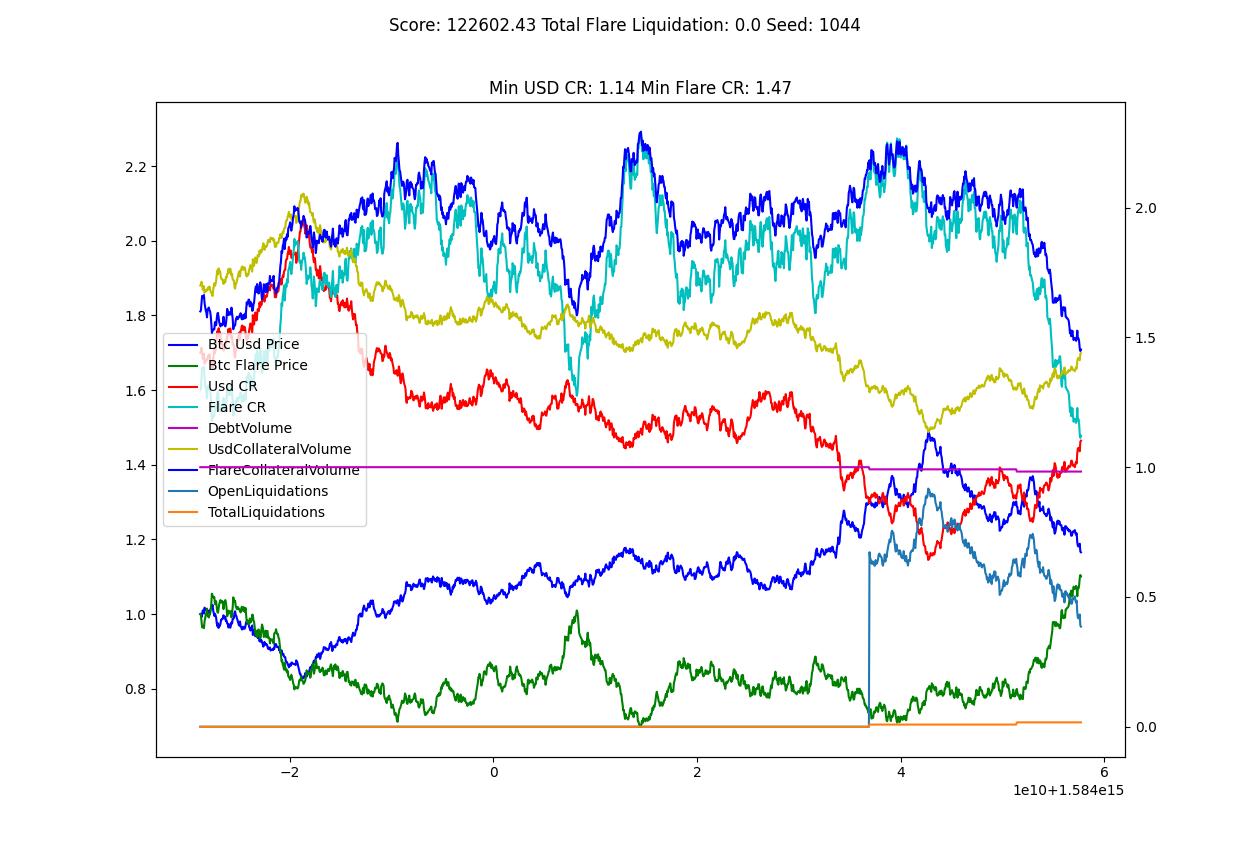 Score: 122602.43 Total Flare Liquidation: 0.0 Seed: 1044
Min USD CR: 1.14 Min Flare CR: 1.47
2.2
2.0
1.8
1.6
1.4
1.2
1.0
0.8
Btc Usd Price
Btc Flare Price
Usd CR
Flare CR
DebtVolume
UsdCollateralVolume
FlareCollateralVolume
OpenLiquidations
TotalLiquidations
2.0
1.5
1.0
0.5
0.0
−2
0
2
4
6
1e10+1.584e15